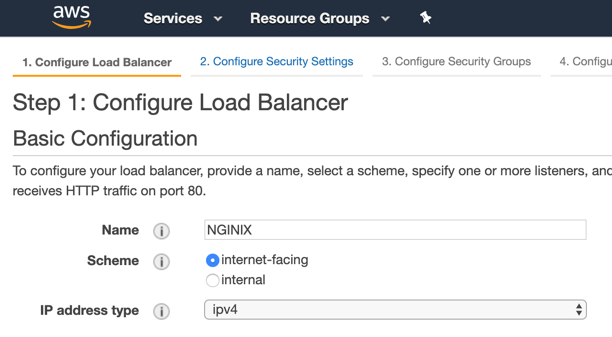 aws Services Resource Groups
1. Configure Load Balancer 2. Configure Security Settings 3. Configure Security Groups 4. Configu
Step 1: Configure Load Balancer
Basic Configuration
To configure your load balancer, provide a name, select a scheme, specify one or more listeners, and
receives HTTP traffic on port 80.
Name i NGINIX
Scheme i internet-facing
internal
IP address type i ipv4